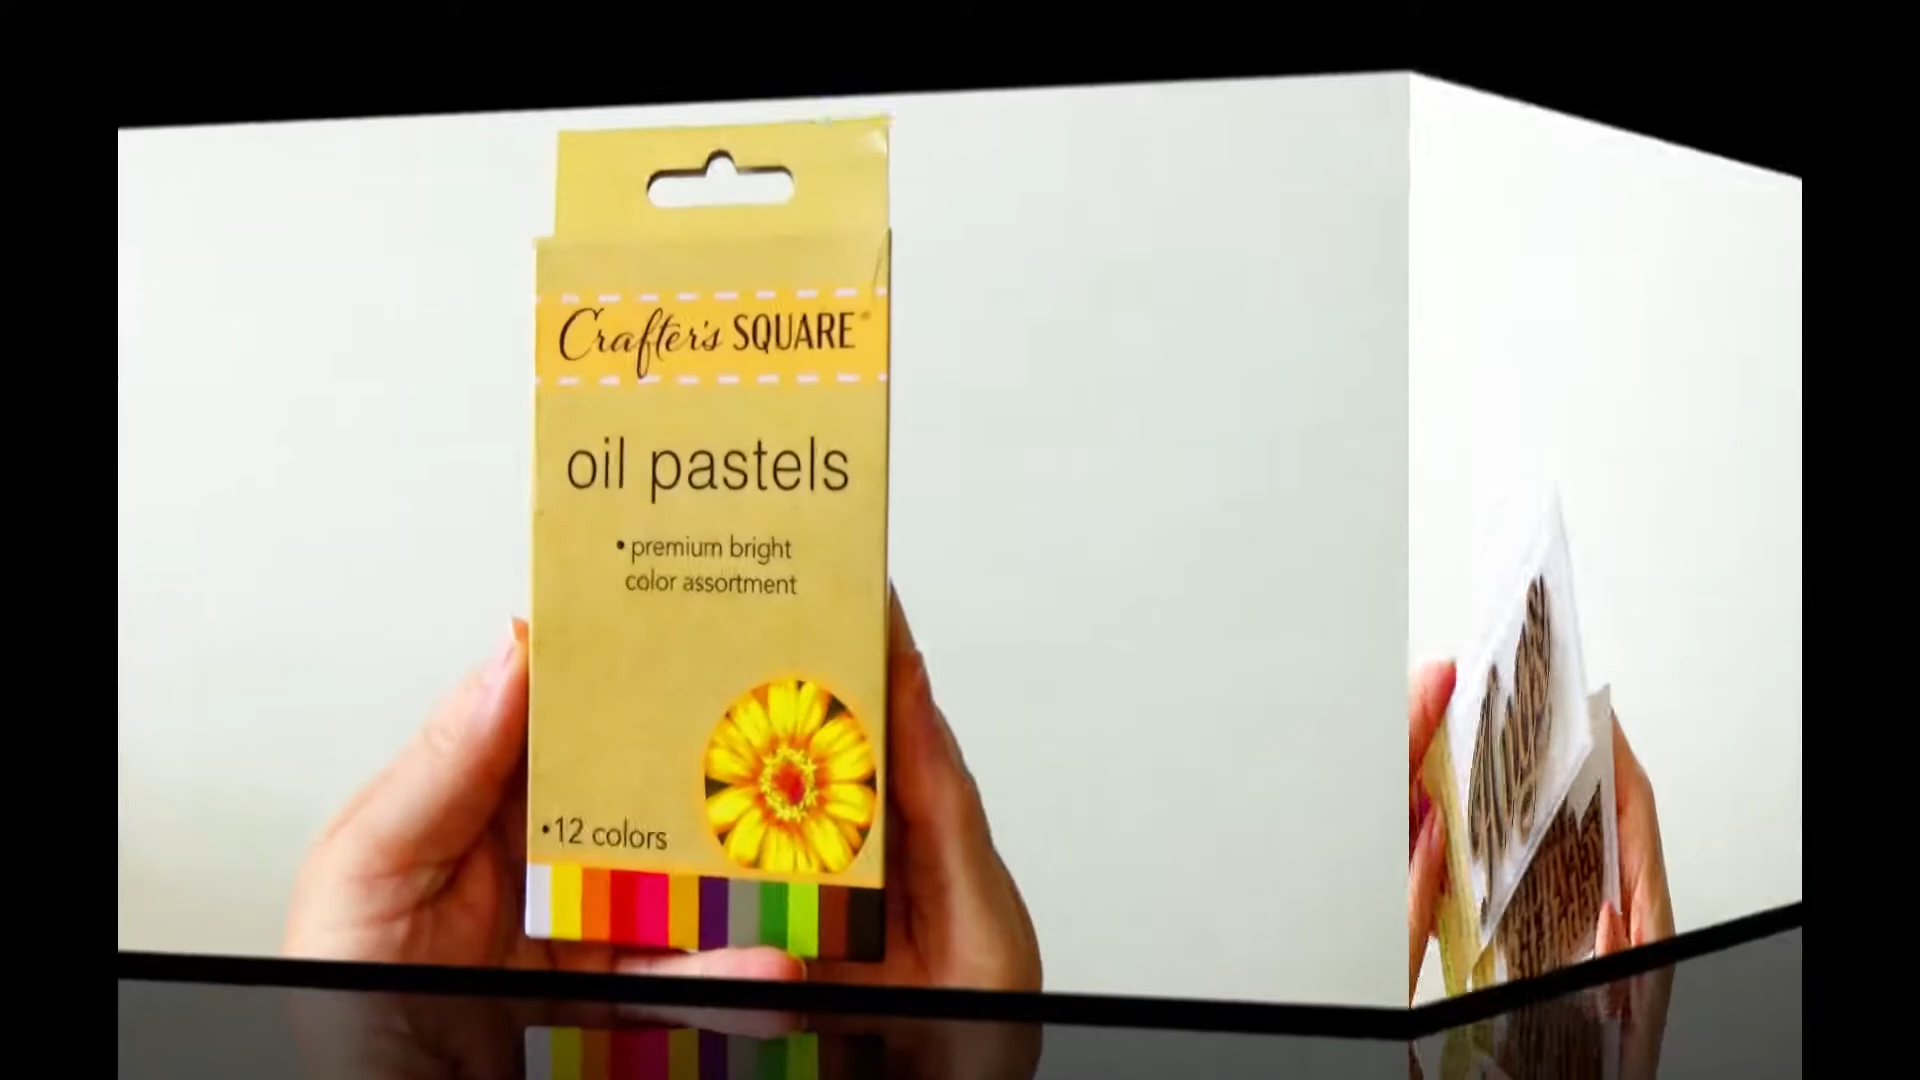 Crafter's SQUARE
oil pastels
• premium bright
color assortment
•12 colors